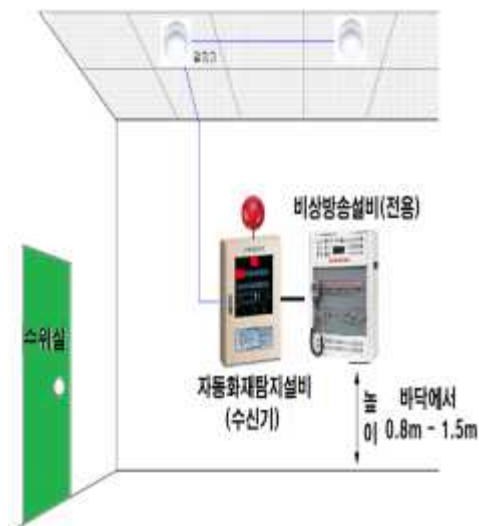 감지기
비상방송설비(전용)
수위실
자동화재탐지설비
(수신기)
높이
바닥에서
0.8m - 1.5m